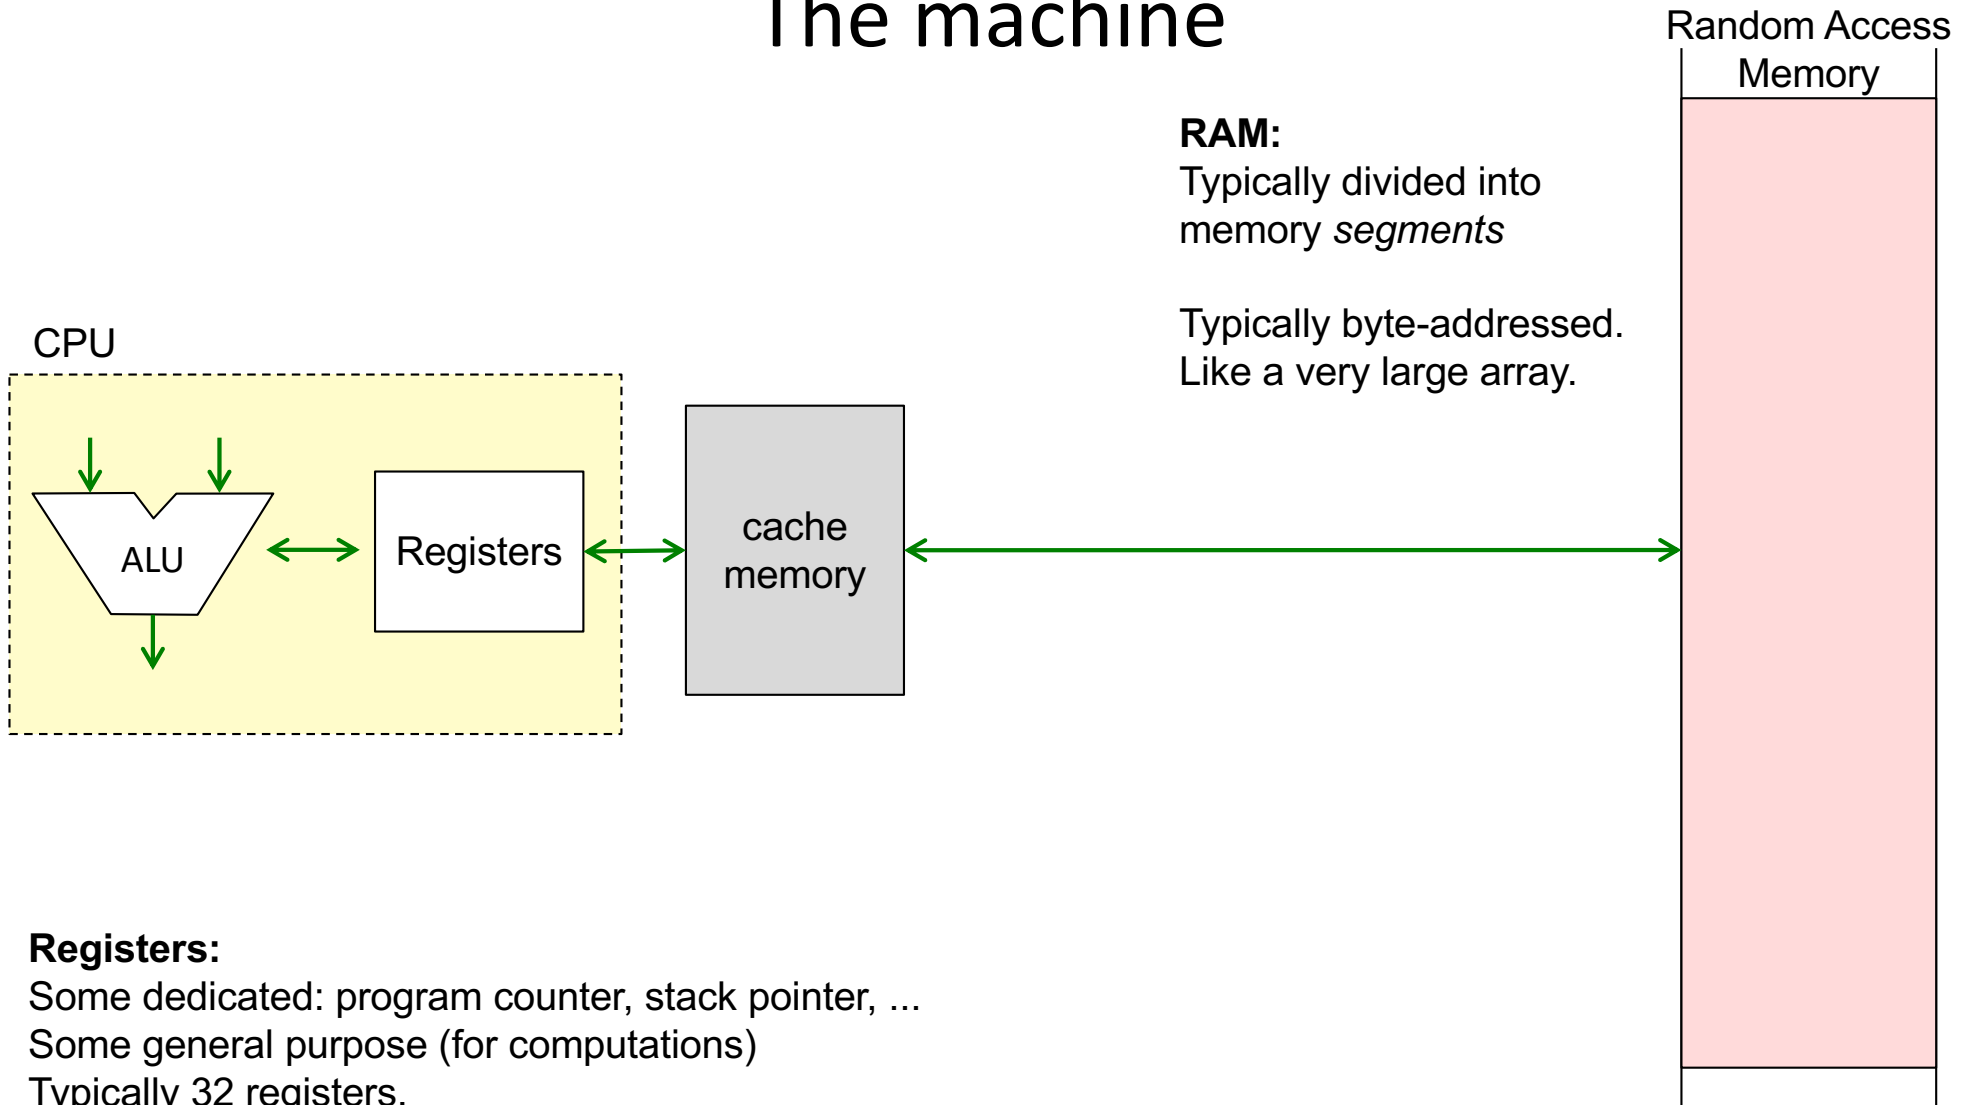 The machine
Random Access
Memory
RAM:
Typically divided into
memory segments
Typically byte-addressed.
Like a very large array.
CPU
ALU
Registers
cache
memory
Registers:
Some dedicated: program counter, stack pointer, ...
Some general purpose (for computations)
Typically 32 registers.